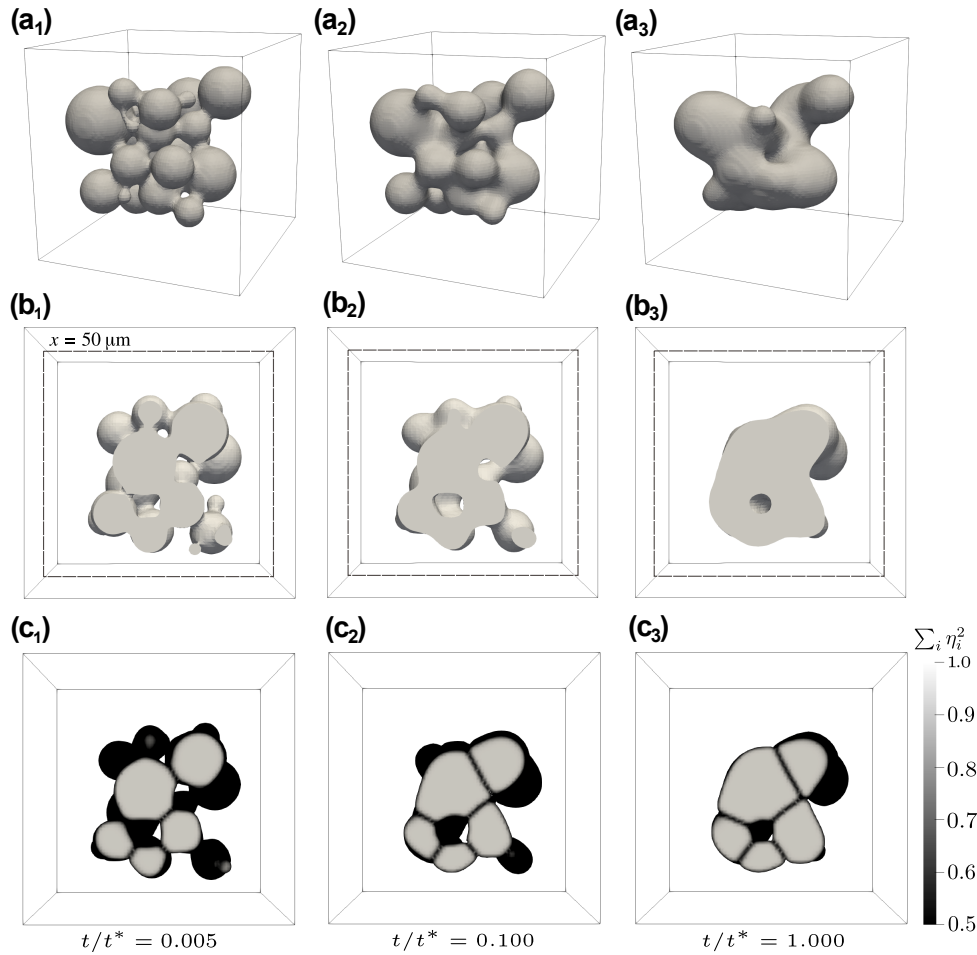 (a₁)
(a₂)
(a₃)
(b₁)
(b₂)
(b₃)
x = 50 µm
(c₁)
(c₂)
(c₃)
∑ᵢ ηᵢ²
1.0
0.9
0.8
0.7
0.6
0.5
t/t* = 0.005
t/t* = 0.100
t/t* = 1.000